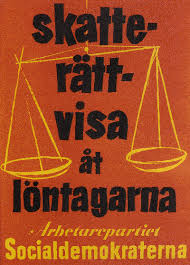 skatte-
rätt-
visa
åt
löntagarna
Arbetarepartiet
Socialdemokraterna